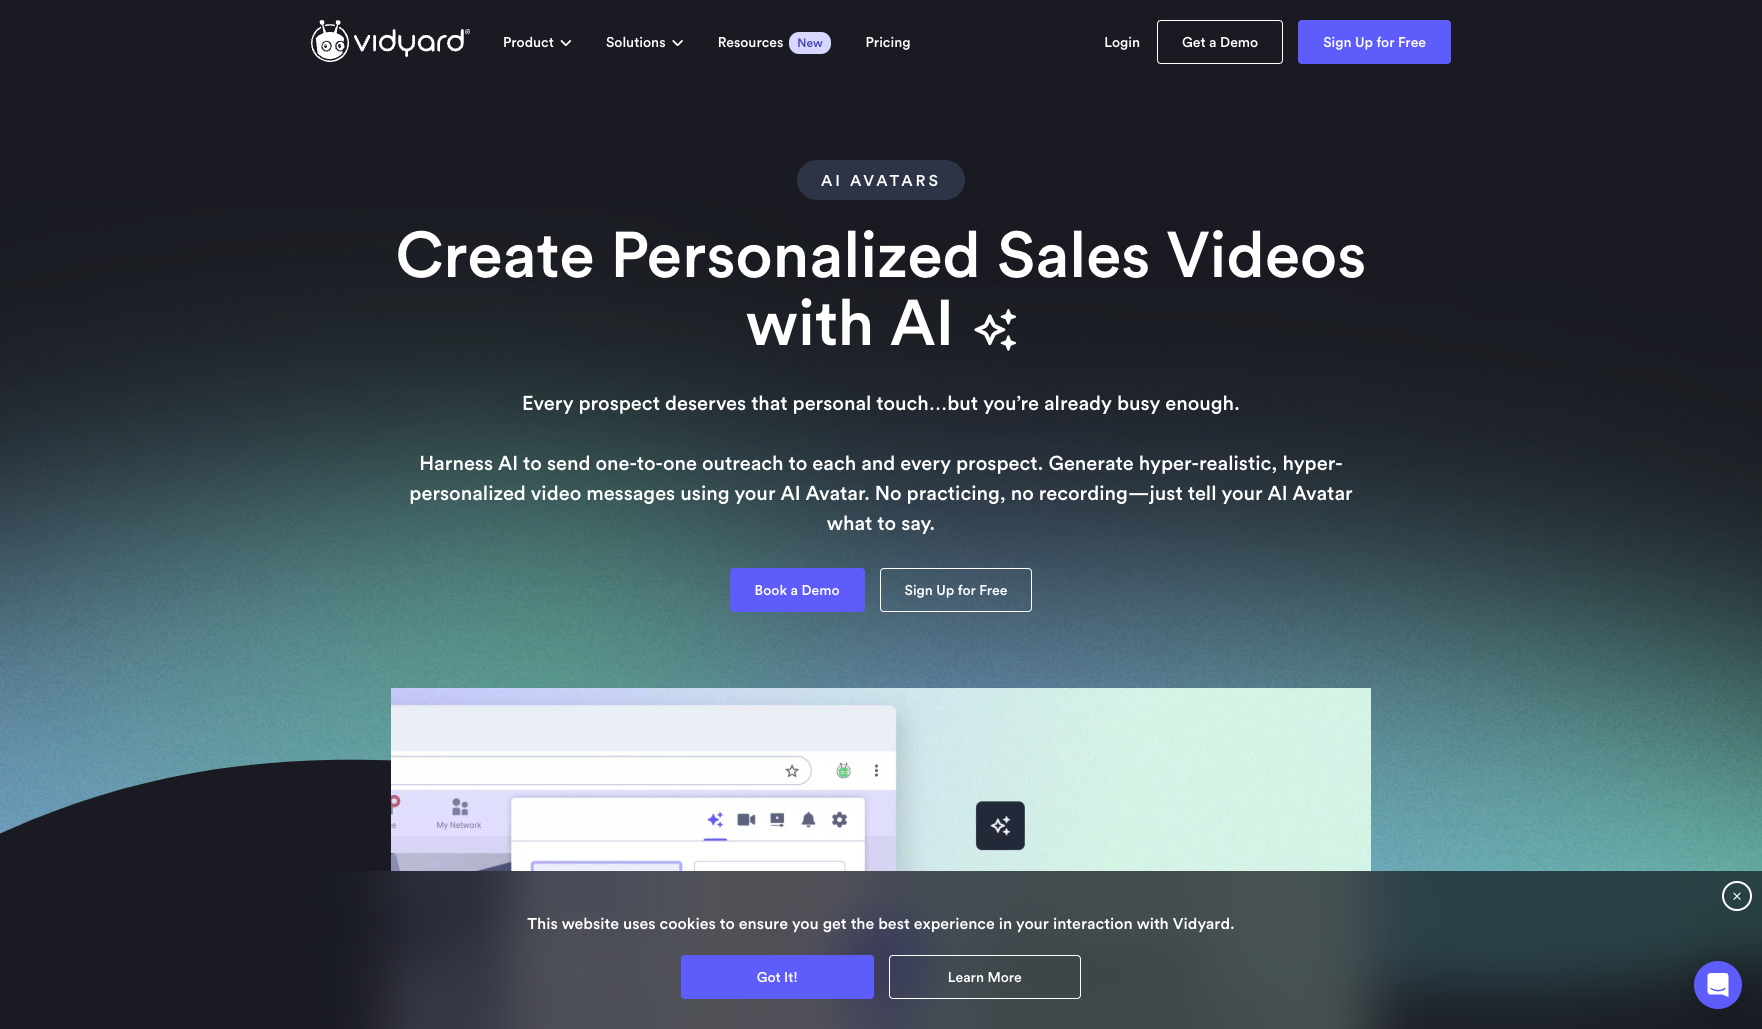 vidyard
Product
Solutions
Resources New
Pricing
Login
Get a Demo
Sign Up for Free
AI AVATARS
Create Personalized Sales Videos
with AI
Every prospect deserves that personal touch...but you’re already busy enough.
Harness AI to send one-to-one outreach to each and every prospect. Generate hyper-realistic, hyper-
personalized video messages using your AI Avatar. No practicing, no recording—just tell your AI Avatar
what to say.
Book a Demo
Sign Up for Free
My Network
This website uses cookies to ensure you get the best experience in your interaction with Vidyard.
Got It!
Learn More